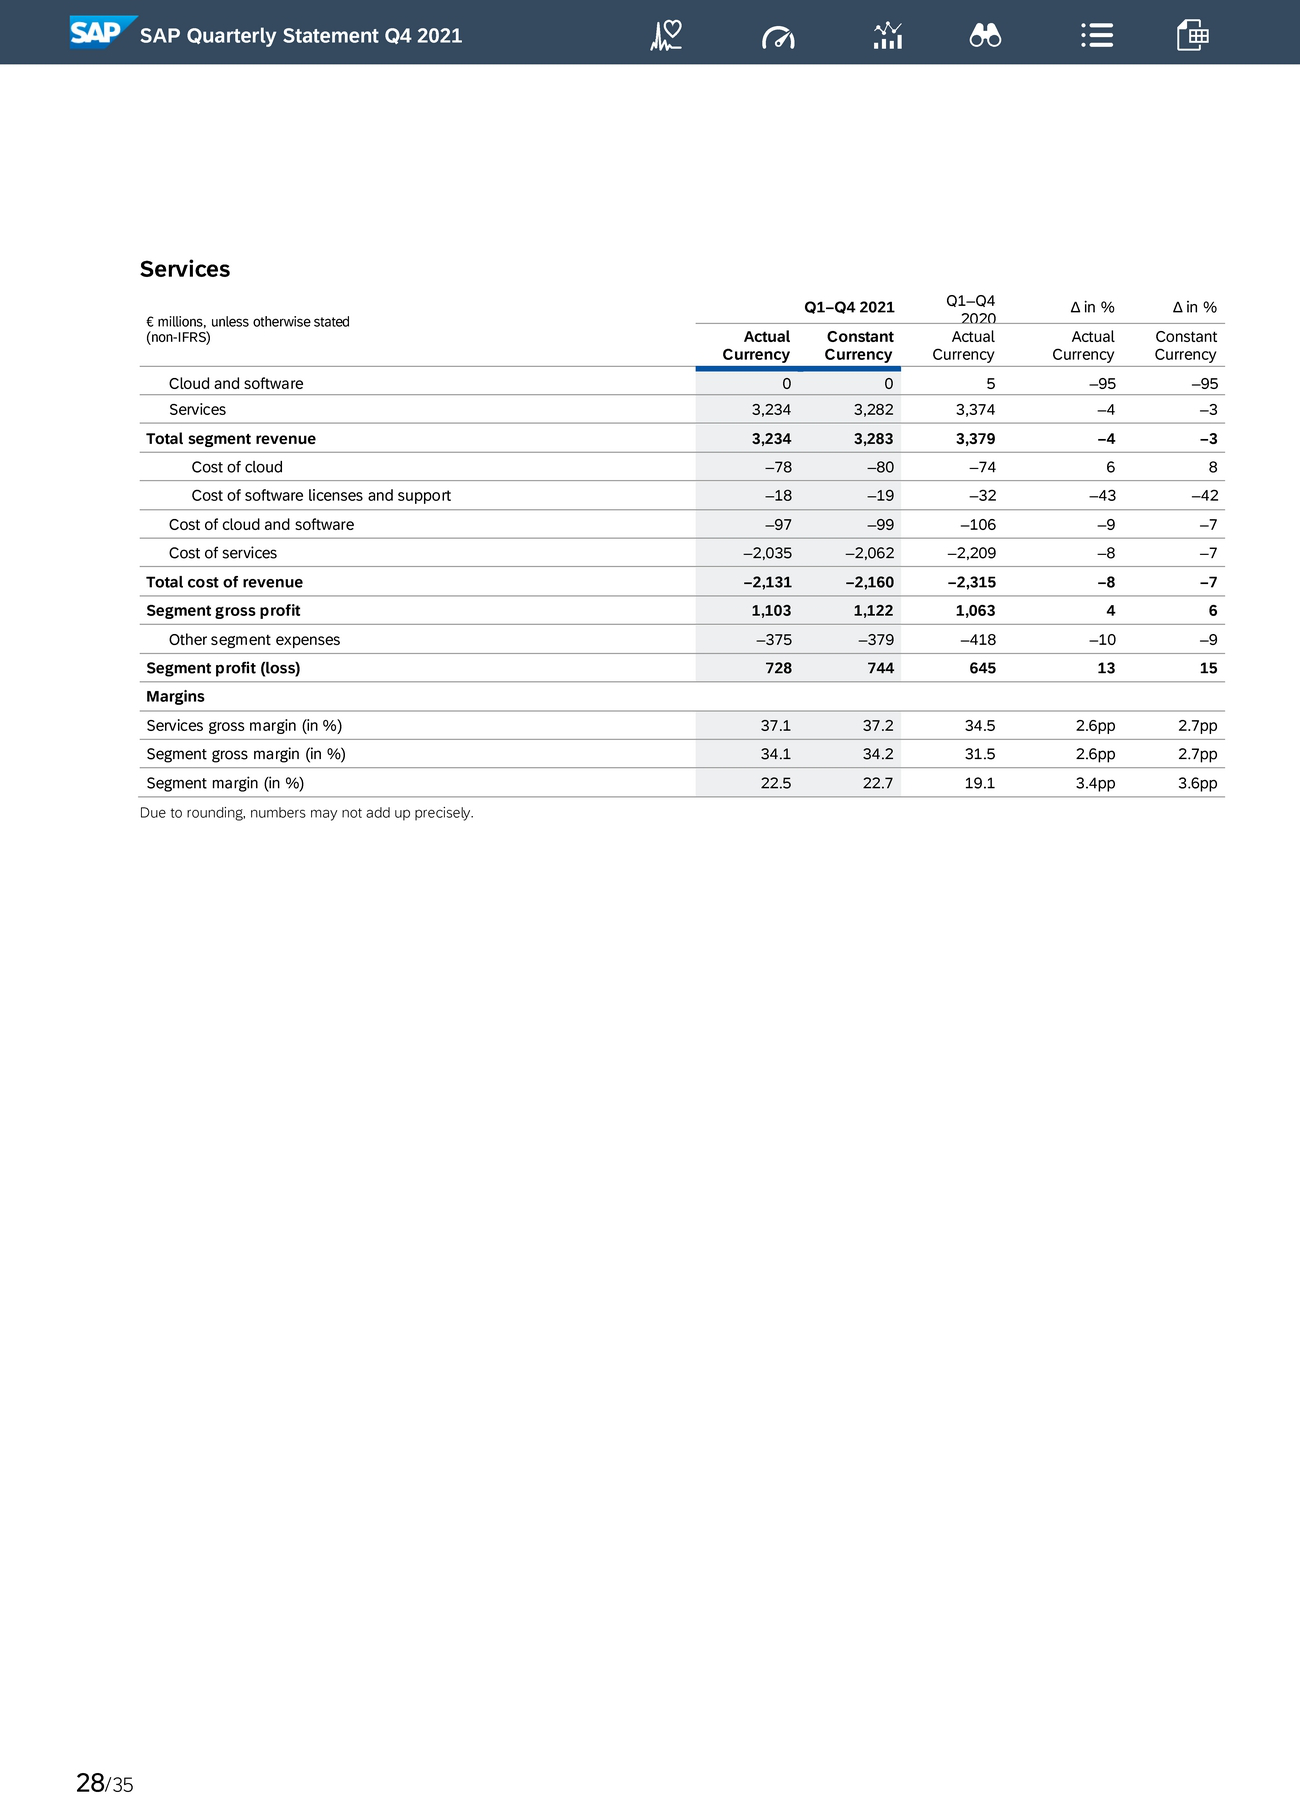 SAP SAP Quarterly Statement Q4 2021
Services
€ millions, unless otherwise stated
(non-IFRS)
Q1–Q4 2021 Q1–Q4 2020 Δ in % Δ in %
Actual Currency Constant Currency Actual Currency Actual Currency Constant Currency
Cloud and software 0 0 5 –95 –95
Services 3,234 3,282 3,374 –4 –3
Total segment revenue 3,234 3,283 3,379 –4 –3
Cost of cloud –78 –80 –74 6 8
Cost of software licenses and support –18 –19 –32 –43 –42
Cost of cloud and software –97 –99 –106 –9 –7
Cost of services –2,035 –2,062 –2,209 –8 –7
Total cost of revenue –2,131 –2,160 –2,315 –8 –7
Segment gross profit 1,103 1,122 1,063 4 6
Other segment expenses –375 –379 –418 –10 –9
Segment profit (loss) 728 744 645 13 15
Margins
Services gross margin (in %) 37.1 37.2 34.5 2.6pp 2.7pp
Segment gross margin (in %) 34.1 34.2 31.5 2.6pp 2.7pp
Segment margin (in %) 22.5 22.7 19.1 3.4pp 3.6pp
Due to rounding, numbers may not add up precisely.
28/35